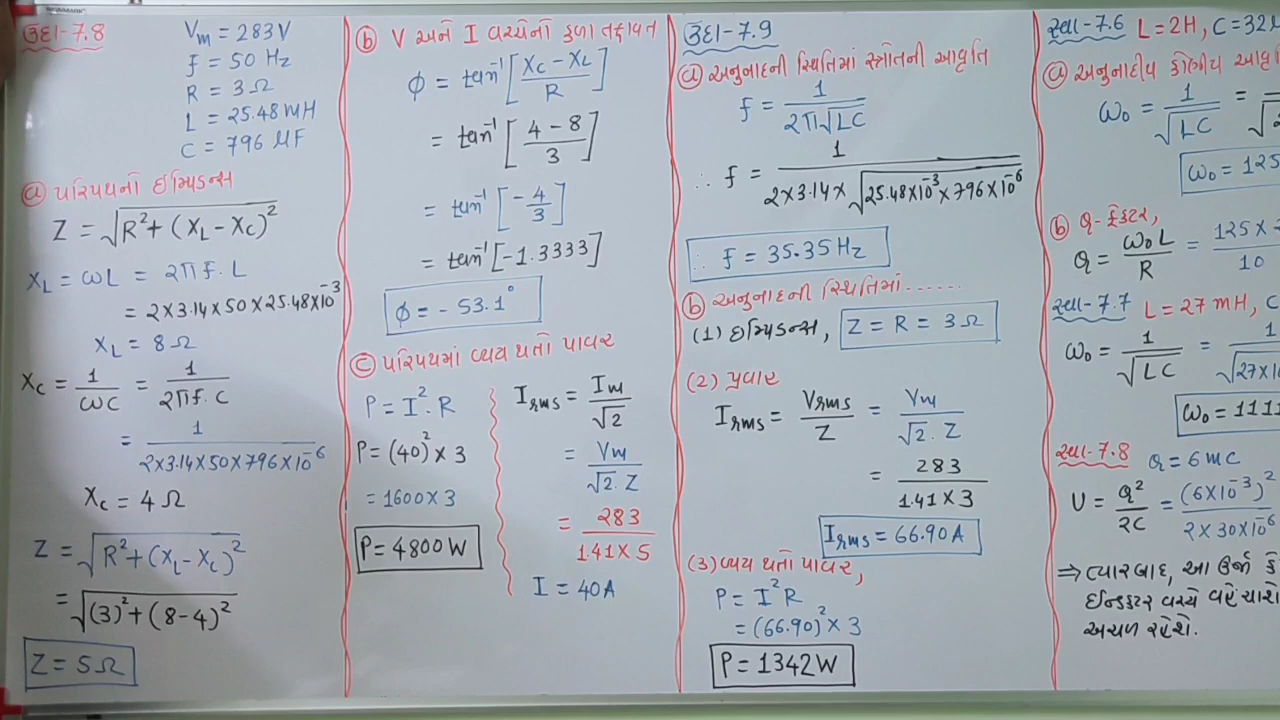 ઉદા-7.8
Vm = 283V
f = 50 Hz
R = 3 Ω
L = 25.48 mH
C = 796 μF
ⓐ પરિપથનો ઇમ્પિડન્સ
Z = √(R² + (XL - XC)²)
XL = ωL = 2πf.L
= 2×3.14×50×25.48×10⁻³
XL = 8Ω
XC = 1/ωC = 1/2πf.C
= 1/2×3.14×50×796×10⁻⁶
XC = 4 Ω
Z = √(R² + (XL - XC)²)
= √((3)² + (8-4)²)
Z = 5Ω
ⓑ V અને I વચ્ચેનો કળા તફાવત
φ = tan⁻¹[(XC - XL)/R]
= tan⁻¹[(4-8)/3]
= tan⁻¹[-4/3]
= tan⁻¹[-1.3333]
φ = - 53.1°
ⓒ પરિપથમાં વ્યય થતો પાવર
P = I².R
P = (40)² × 3
= 1600 × 3
P = 4800 W
Irms = Im/√2
= Vm/√2.Z
= 283/1.41 × 5
I = 40A
ઉદા-7.9
ⓐ અનુનાદની સ્થિતિમાં સ્ત્રોતની આવૃતિ
f = 1/2π√LC
∴ f = 1/2×3.14×√(25.48×10⁻³×796×10⁻⁶)
∴ f = 35.35 Hz
ⓑ અનુનાદની સ્થિતિમાં......
(1) ઇમ્પિડન્સ, Z = R = 3Ω
(2) પ્રવાહ
Irms = Vrms/Z = Vm/√2.Z
= 283/1.41 × 3
Irms = 66.90 A
(3) વ્યય થતો પાવર,
P = I²R
= (66.90)² × 3
P = 1342 W
સ્વા-7.6 L = 2H, C = 32
ⓐ અનુનાદીય કોણીય
ω₀ = 1/√LC =
ω₀ = 125
ⓑ Q-ફેક્ટર,
Q = ω₀L/R = 125 ×/10
સ્વા-7.7 L = 27 mH, C
ω₀ = 1/√LC = 1/√27×1
ω₀ = 1111
સ્વા-7.8 Q = 6 mC
U = Q²/2C = (6×10⁻³)²/2×30×10⁻⁶
⇒ ત્યારબાદ, આ ઉર્જા
ઈન્ડક્ટર વચ્ચે વહેંચાશે
અચળ રહેશે.